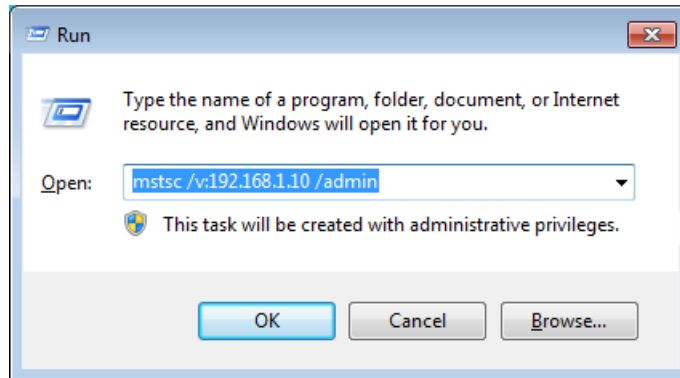 Run
Type the name of a program, folder, document, or Internet
resource, and Windows will open it for you.
Open: mstsc /v:192.168.1.10 /admin
This task will be created with administrative privileges.
OK Cancel Browse...